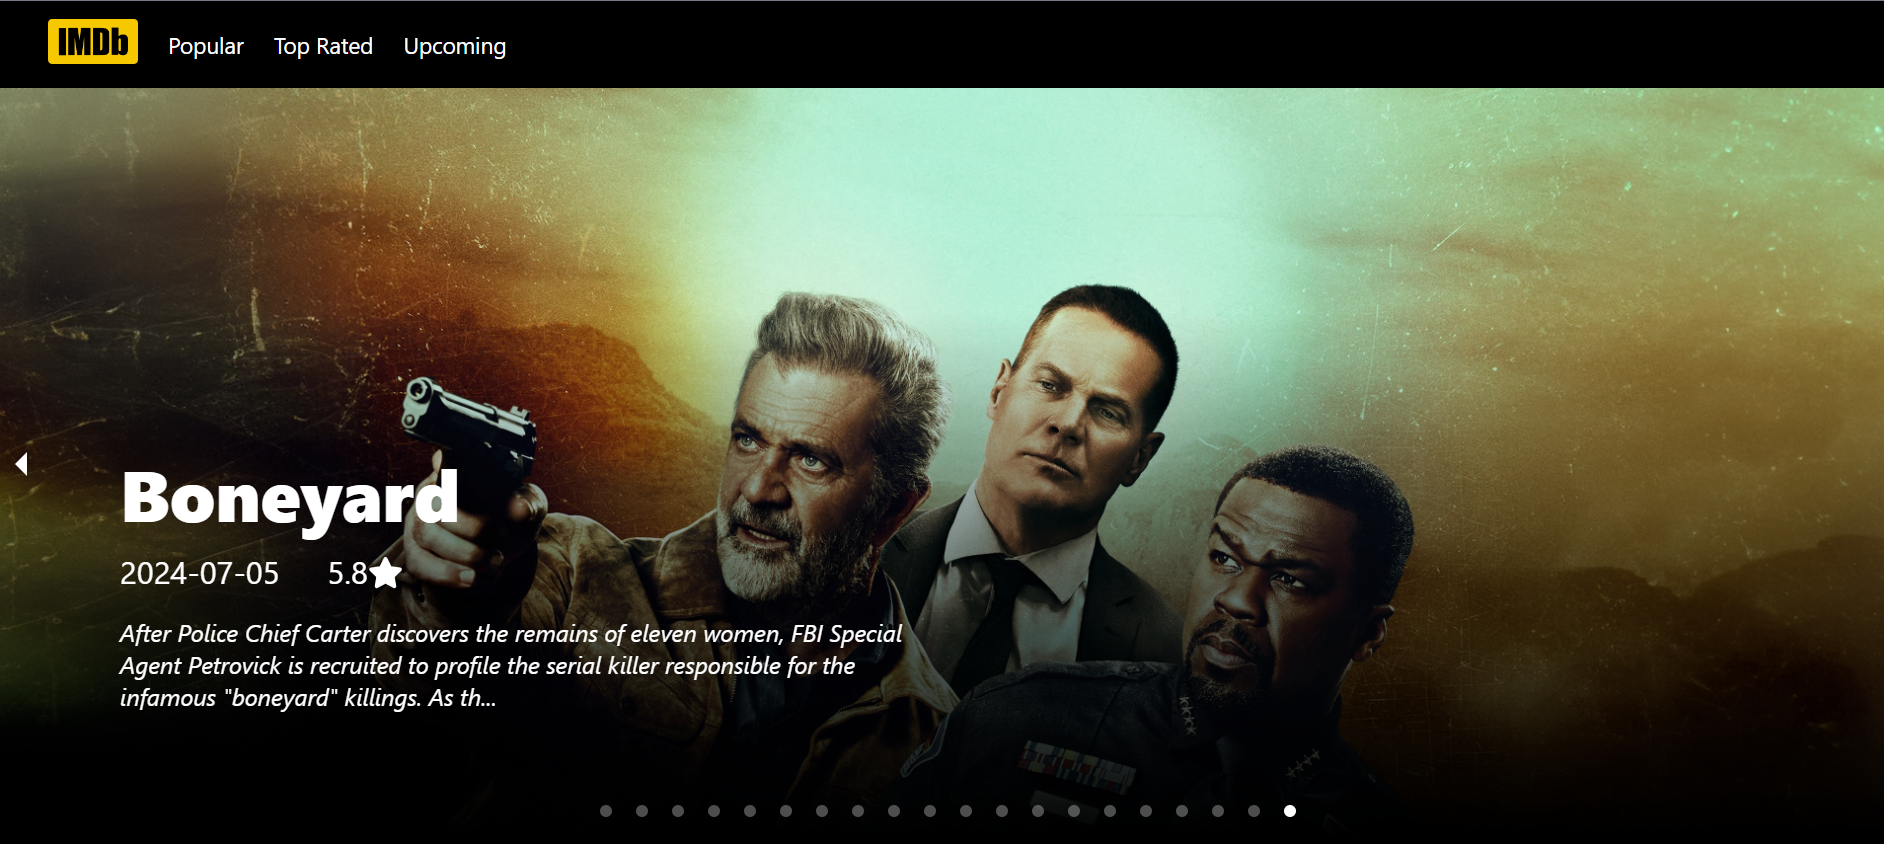 IMDb
Popular
Top Rated
Upcoming
Boneyard
2024-07-05
5.8
After Police Chief Carter discovers the remains of eleven women, FBI Special
Agent Petrovick is recruited to profile the serial killer responsible for the
infamous "boneyard" killings. As th...